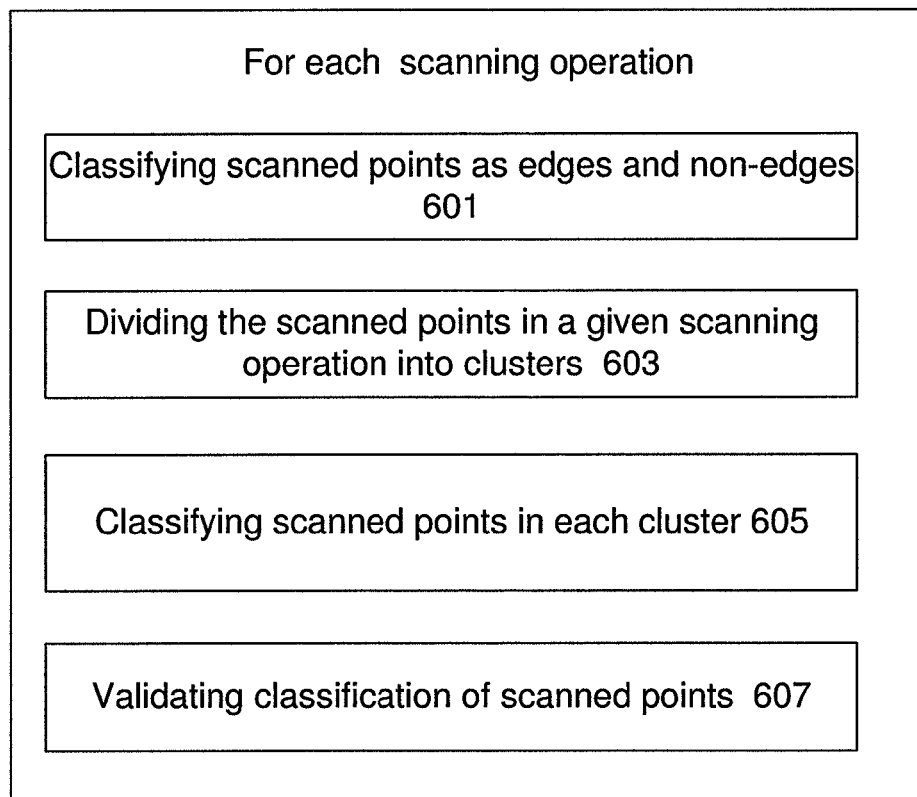 For each scanning operation
Classifying scanned points as edges and non-edges
601
Dividing the scanned points in a given scanning
operation into clusters 603
Classifying scanned points in each cluster 605
Validating classification of scanned points 607